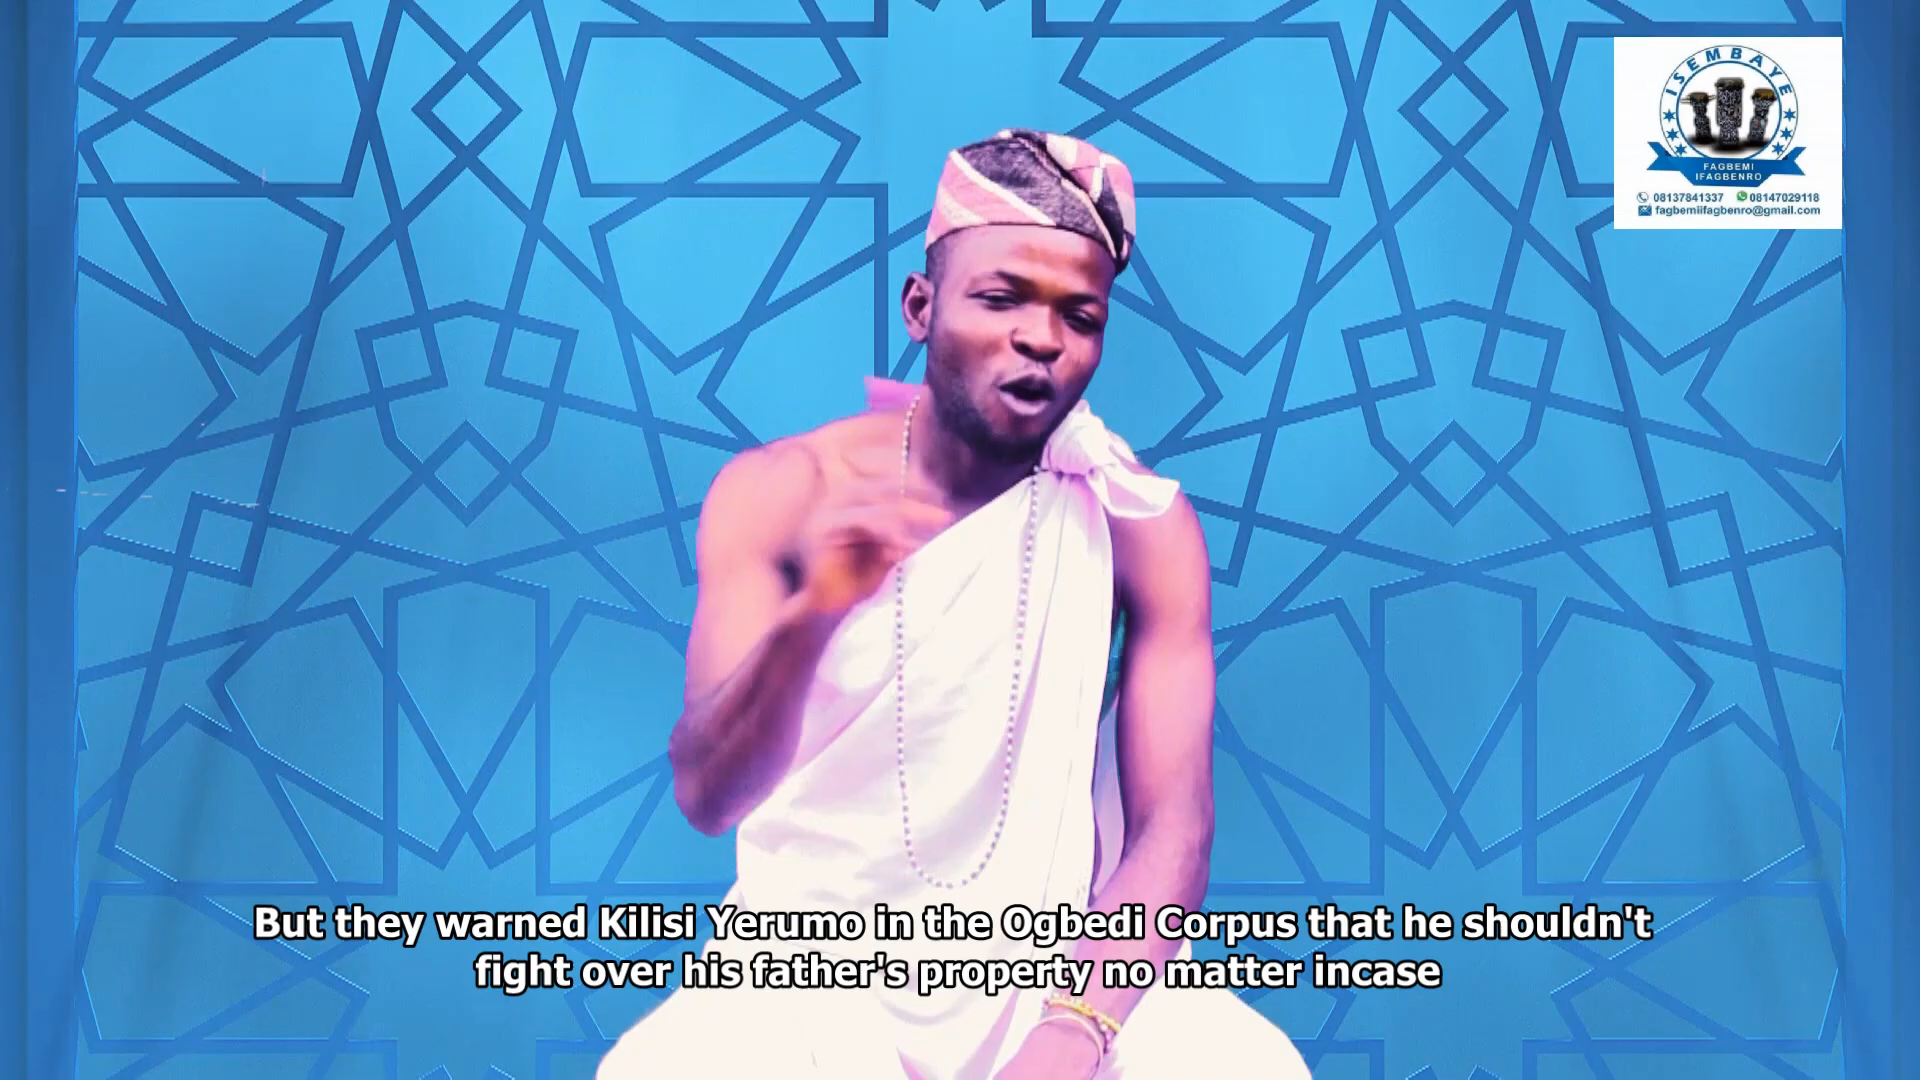 ISEMBAYE
FAGBEMI
IFAGBENRO
08137841337 08147029118
fagbemiifagbenro@gmail.com
But they warned Kilisi Yerumo in the Ogbedi Corpus that he shouldn't
fight over his father's property no matter incase